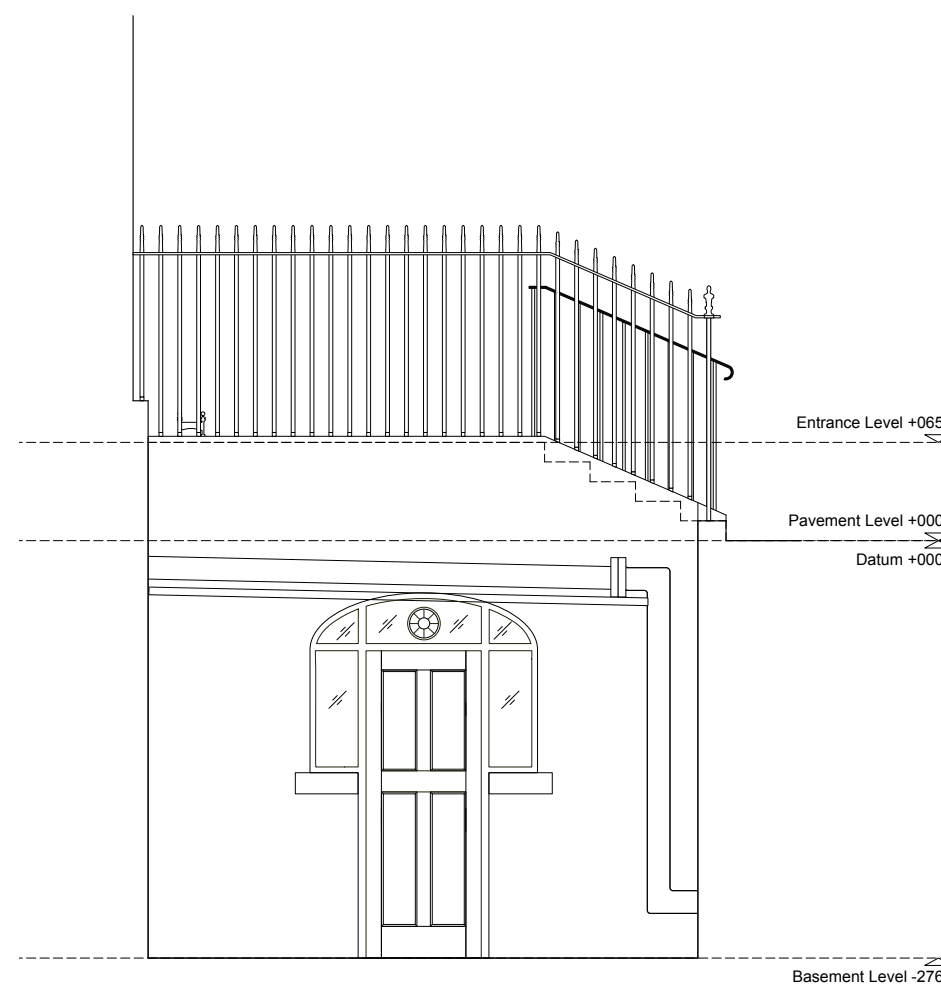 Entrance Level +065
Pavement Level +000
Datum +000
Basement Level -276